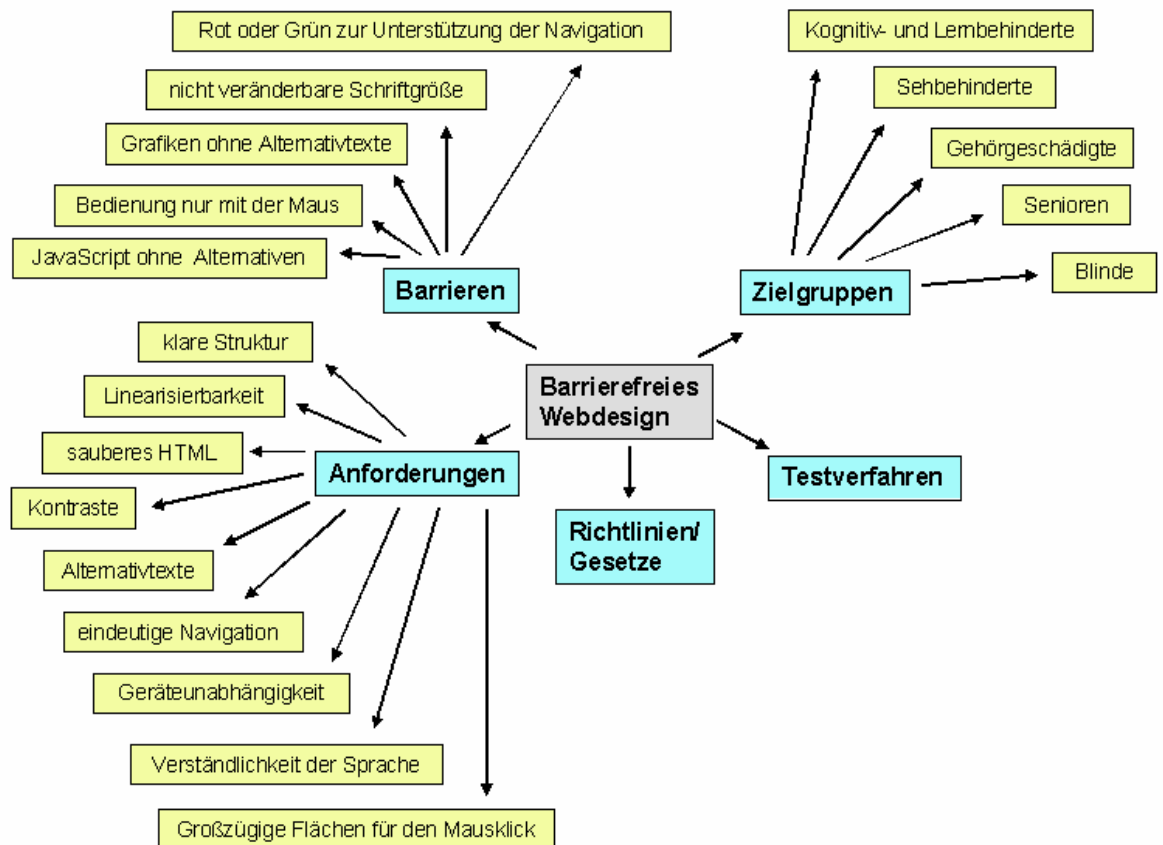 Rot oder Grün zur Unterstützung der Navigation
nicht veränderbare Schriftgröße
Grafiken ohne Alternativtexte
Bedienung nur mit der Maus
JavaScript ohne Alternativen
Barrieren
Kognitiv- und Lernbehinderte
Sehbehinderte
Gehörgeschädigte
Senioren
Blinde
Zielgruppen
Barrierefreies
Webdesign
klare Struktur
Linearisierbarkeit
sauberes HTML
Kontraste
Alternativtexte
eindeutige Navigation
Geräteunabhängigkeit
Verständlichkeit der Sprache
Großzügige Flächen für den Mausklick
Anforderungen
Richtlinien/
Gesetze
Testverfahren